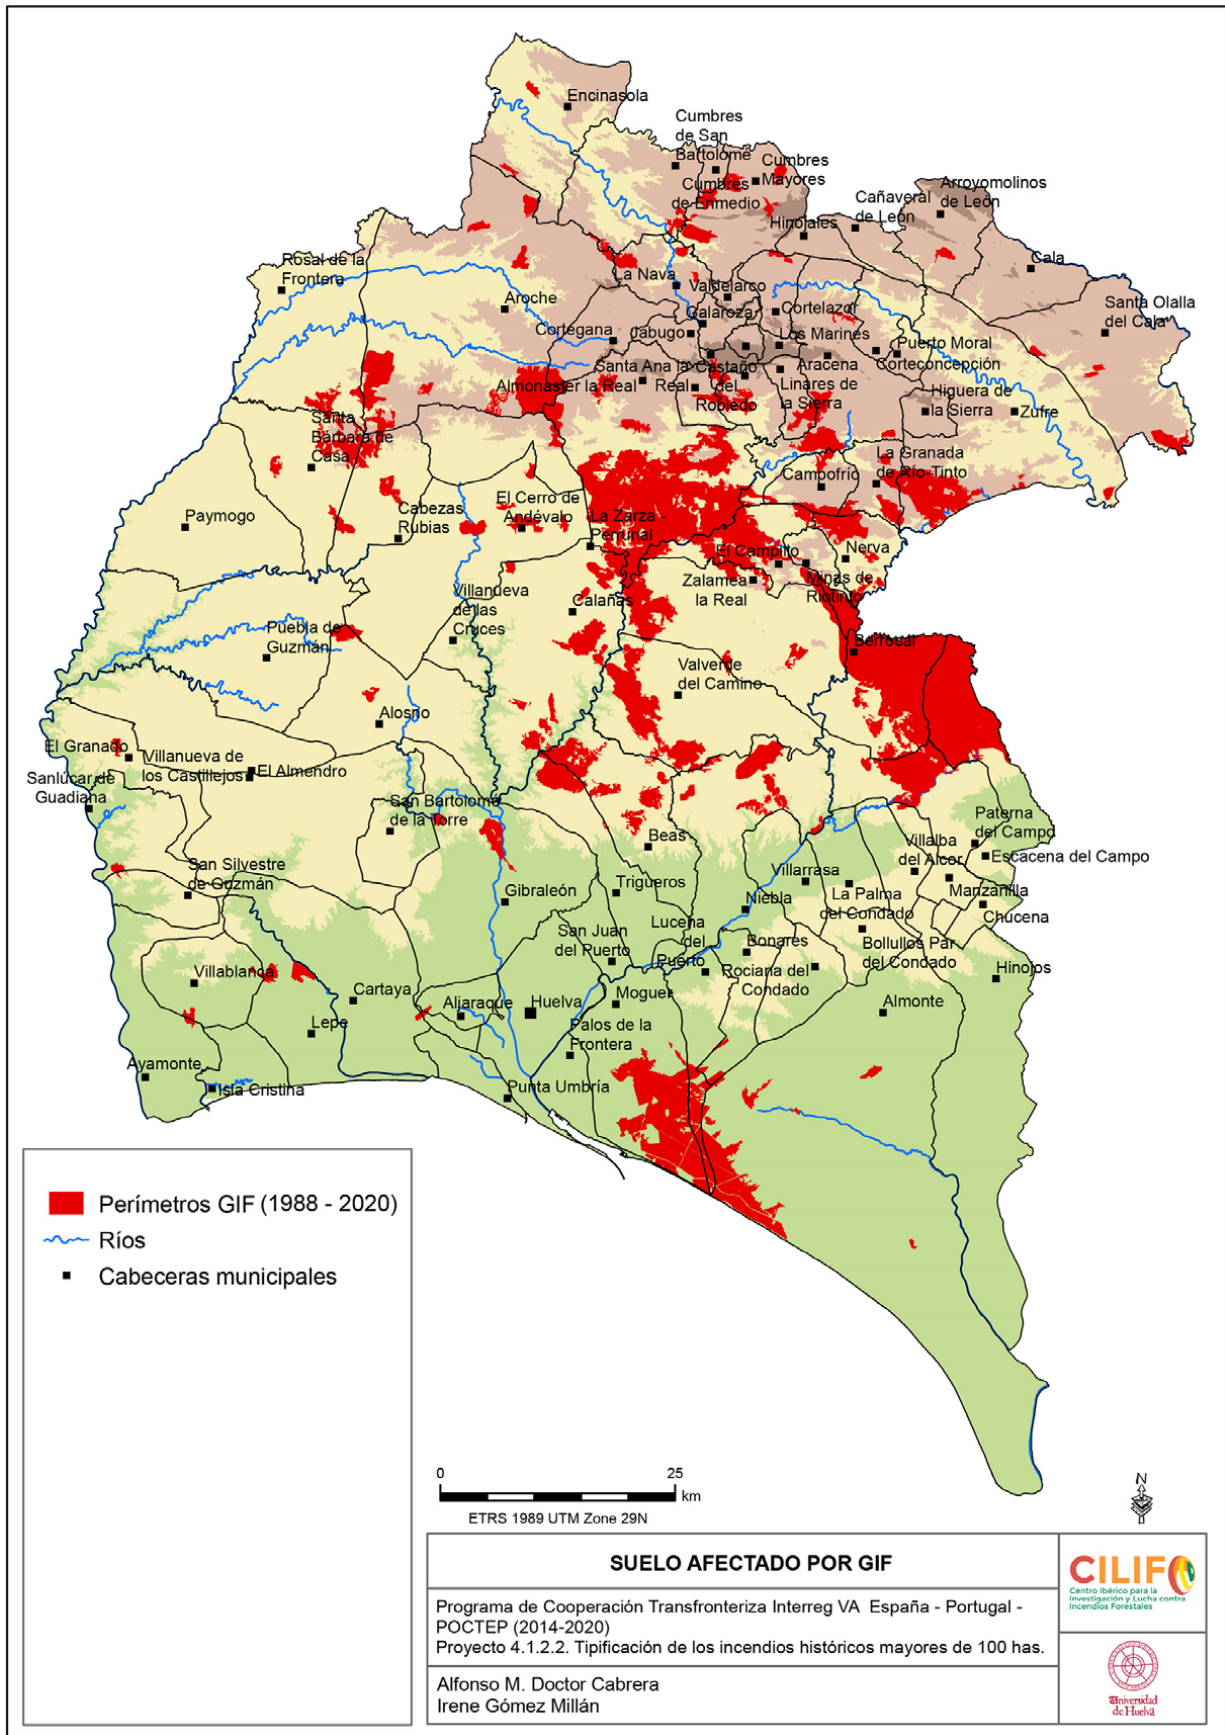 Encinasola
Cumbres
de San
Bartolomé
Cumbres
Mayores
Cumbres
de Enmedio
Arroyomolinos
de León
Cañaveral
de León
Hinojales
Cala
Rosal de la
Frontera
La Nava
Valdelarco
Aroche
Galaroza
Cortelazor
Santa Olalla
del Cala
Cortegana
Jabugo
Los Marines
Puerto Moral
Corteconcepción
Aracena
Almonaster la Real
Santa Ana la
Real
Castaño
del
Robledo
Linares de
la Sierra
Higuera de
la Sierra
Zufre
Santa
Bárbara de
Casa
La Granada
de Río-Tinto
Campofrío
Paymogo
Cabezas
Rubias
El Cerro de
Andévalo
La Zarza -
Perrunal
El Campillo
Nerva
Minas de
Riotinto
Zalamea
la Real
Calañas
Villanueva
de las
Cruces
Puebla de
Guzmán
Berrocal
Valverde
del Camino
Alosno
El Granado
Villanueva de
los Castillejos
El Almendro
Sanlúcar de
Guadiana
San Bartolomé
de la Torre
Beas
Paterna
del Campo
Villalba
del Alcor
Escacena del Campo
San Silvestre
de Guzmán
Gibraleón
Trigueros
Villarrasa
La Palma
del Condado
Manzanilla
Niebla
Chucena
San Juan
del Puerto
Lucena
del
Puerto
Bonares
Bollullos Par
del Condado
Rociana del
Condado
Hinojos
Villablanca
Cartaya
Aljaraque
Huelva
Moguer
Almonte
Lepe
Palos de la
Frontera
Ayamonte
Isla Cristina
Punta Umbría
Perímetros GIF (1988 - 2020)
Ríos
Cabeceras municipales
0 25
km
ETRS 1989 UTM Zone 29N
N
SUELO AFECTADO POR GIF
Programa de Cooperación Transfronteriza Interreg VA España - Portugal -
POCTEP (2014-2020)
Proyecto 4.1.2.2. Tipificación de los incendios históricos mayores de 100 has.
Alfonso M. Doctor Cabrera
Irene Gómez Millán
CILIFO
Centro Ibérico para la
Investigación y Lucha contra
Incendios Forestales
Universidad
de Huelva